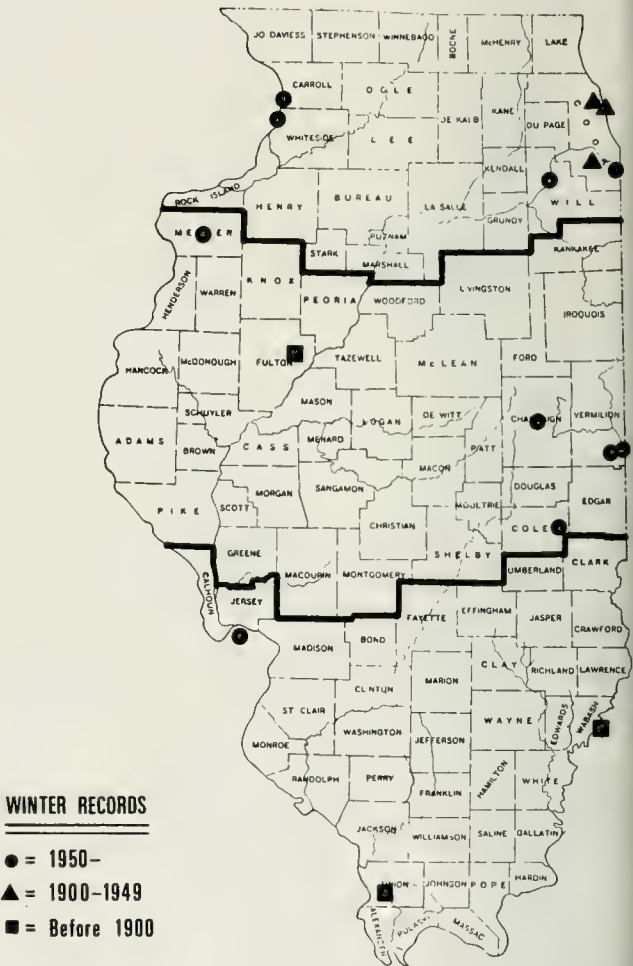 JO DAVIESS STEPHENSON WINNEBAGO BOONE McHENRY LAKE
CARROLL OGLE KANE COOK
DE KALB DU PAGE
WHITESIDE LEE
KENDALL
ROCK ISLAND HENRY BUREAU LA SALLE GRUNDY WILL
PUTNAM
MERCER STARK MARSHALL KANKAKEE
KNOX
HENDERSON WARREN PEORIA WOODFORD LIVINGSTON
IROQUOIS
HANCOCK McDONOUGH FULTON TAZEWELL McLEAN FORD
MASON
SCHUYLER LOGAN DE WITT CHAMPAIGN VERMILION
ADAMS BROWN CASS MENARD PIATT
MACON
SANGAMON DOUGLAS
PIKE SCOTT MORGAN MOULTRIE EDGAR
CHRISTIAN COLES
GREENE SHELBY
CALHOUN MACOUPIN MONTGOMERY UMBERLAND CLARK
JERSEY EFFINGHAM
FAYETTE JASPER
BOND CRAWFORD
MADISON CLAY
RICHLAND LAWRENCE
CLINTON MARION
ST. CLAIR WAYNE EDWARDS WABASH
MONROE WASHINGTON JEFFERSON
RANDOLPH PERRY HAMILTON WHITE
FRANKLIN
JACKSON WILLIAMSON SALINE GALLATIN
UNION JOHNSON POPE HARDIN
ALEXANDER PULASKI MASSAC
WINTER RECORDS
● = 1950-
▲ = 1900-1949
■ = Before 1900